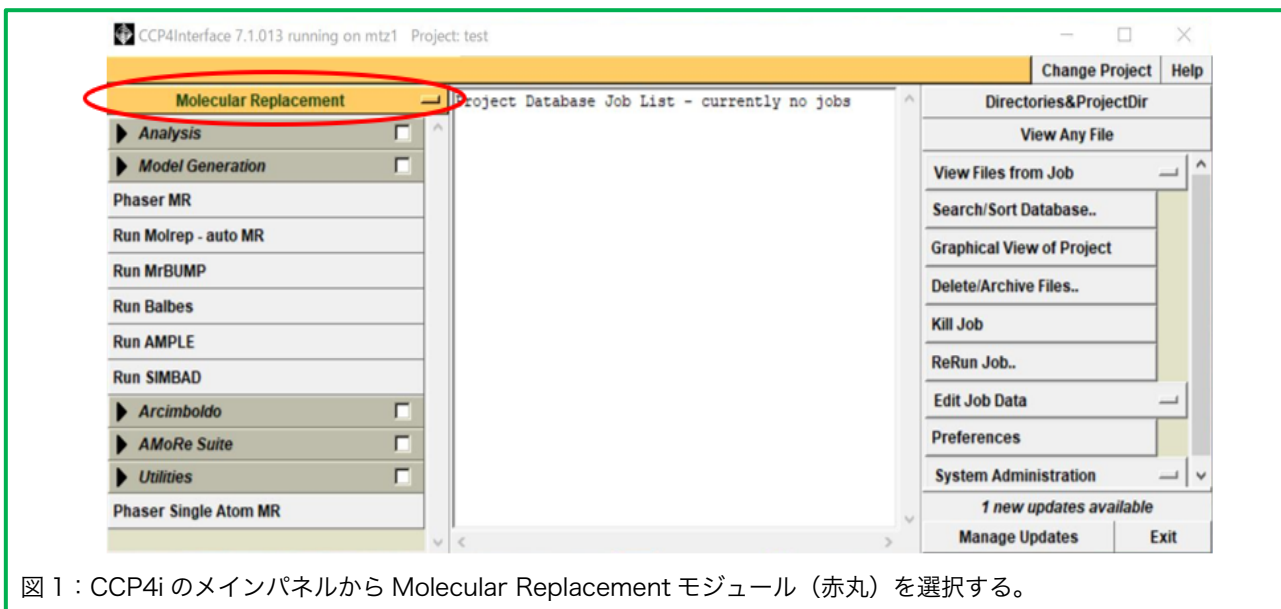 CCP4Interface 7.1.013 running on mtz1 Project: test
Change Project Help
Molecular Replacement
Project Database Job List - currently no jobs
Directories&ProjectDir
Analysis
View Any File
Model Generation
View Files from Job
Phaser MR
Search/Sort Database..
Run Molrep - auto MR
Graphical View of Project
Run MrBUMP
Delete/Archive Files..
Run Balbes
Kill Job
Run AMPLE
ReRun Job..
Run SIMBAD
Edit Job Data
Arcimboldo
Preferences
AMoRe Suite
System Administration
Utilities
1 new updates available
Phaser Single Atom MR
Manage Updates Exit
図 1：CCP4i のメインパネルから Molecular Replacement モジュール（赤丸）を選択する。